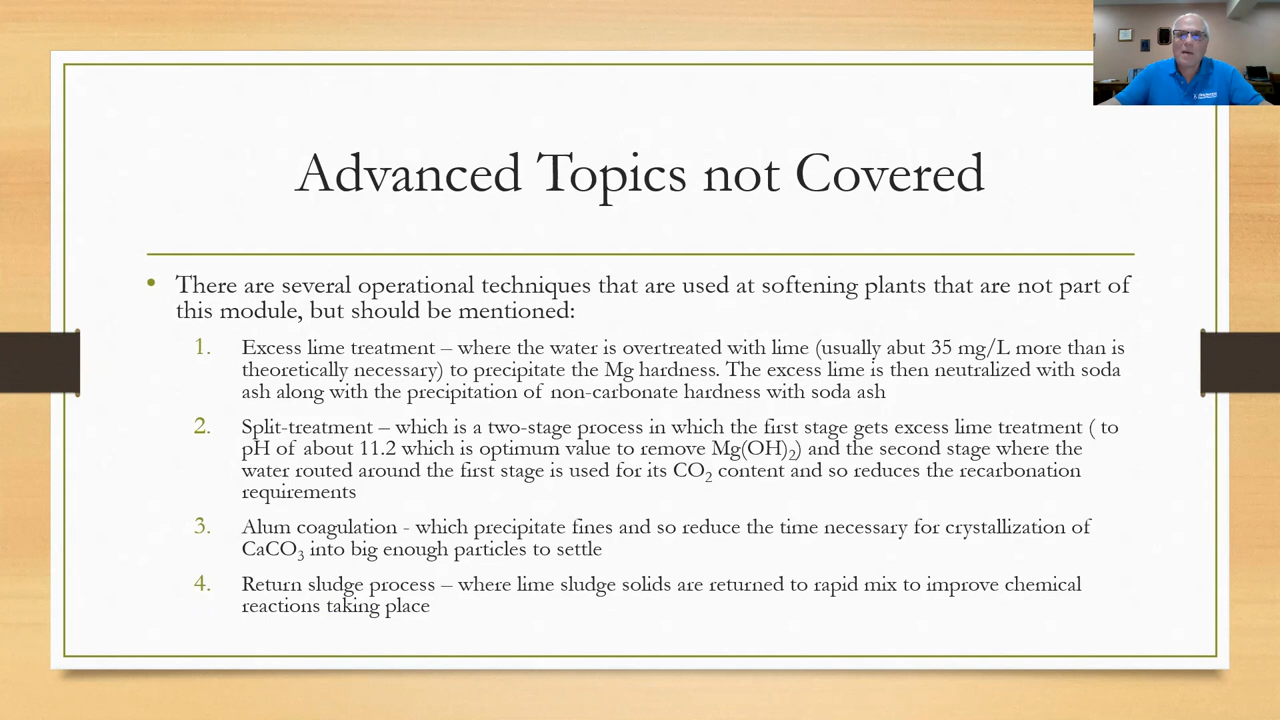 Advanced Topics not Covered
• There are several operational techniques that are used at softening plants that are not part of
this module, but should be mentioned:
1. Excess lime treatment – where the water is overtreated with lime (usually abut 35 mg/L more than is
theoretically necessary) to precipitate the Mg hardness. The excess lime is then neutralized with soda
ash along with the precipitation of non-carbonate hardness with soda ash
2. Split-treatment – which is a two-stage process in which the first stage gets excess lime treatment ( to
pH of about 11.2 which is optimum value to remove Mg(OH)₂) and the second stage where the
water routed around the first stage is used for its CO₂ content and so reduces the recarbonation
requirements
3. Alum coagulation - which precipitate fines and so reduce the time necessary for crystallization of
CaCO₃ into big enough particles to settle
4. Return sludge process – where lime sludge solids are returned to rapid mix to improve chemical
reactions taking place